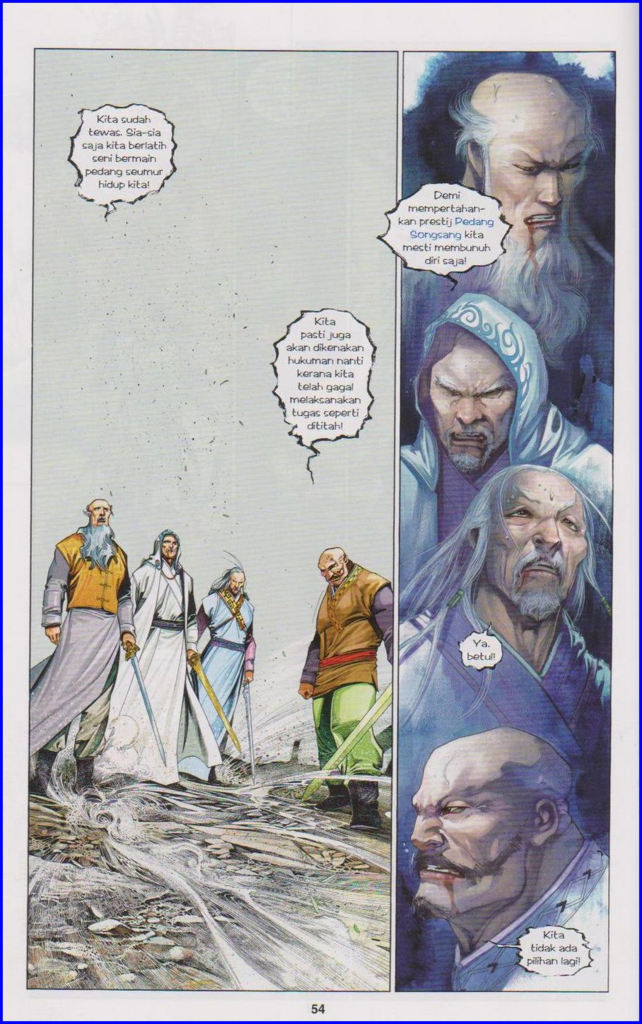 Kita sudah
tewas. Sia-sia
saja kita berlatih
seni bermain
pedang seumur
hidup kita!
Kita
pasti juga
akan dikenakan
hukuman nanti
kerana kita
telah gagal
melaksanakan
tugas seperti
dititah!
Demi
mempertahan-
kan prestij Pedang
Songsang kita
mesti membunuh
diri saja!
Ya,
betul!
Kita
tidak ada
pilihan lagi!
54